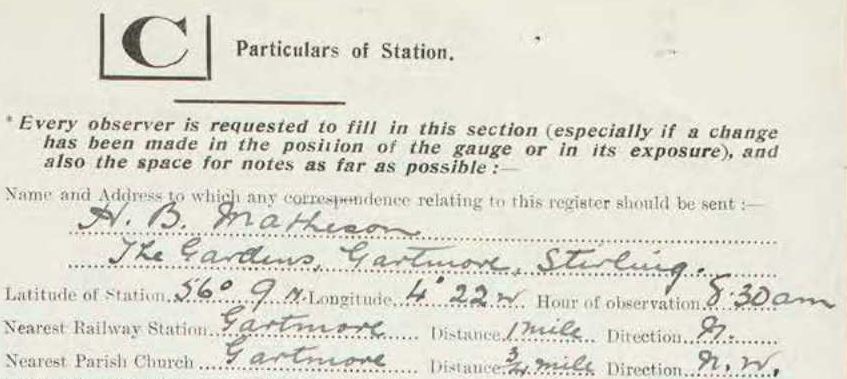 C Particulars of Station.
* Every observer is requested to fill in this section (especially if a change
has been made in the position of the gauge or in its exposure), and
also the space for notes as far as possible :—
Name and Address to which any correspondence relating to this register should be sent :—
H. B. Matheson
The Gardens, Gartmore, Stirling.
Latitude of Station 56° 9 N. Longitude 4° 22 W. Hour of observation 8.30 am
Nearest Railway Station Gartmore Distance 1 mile Direction N.
Nearest Parish Church Gartmore Distance 3/4 mile Direction N.W.